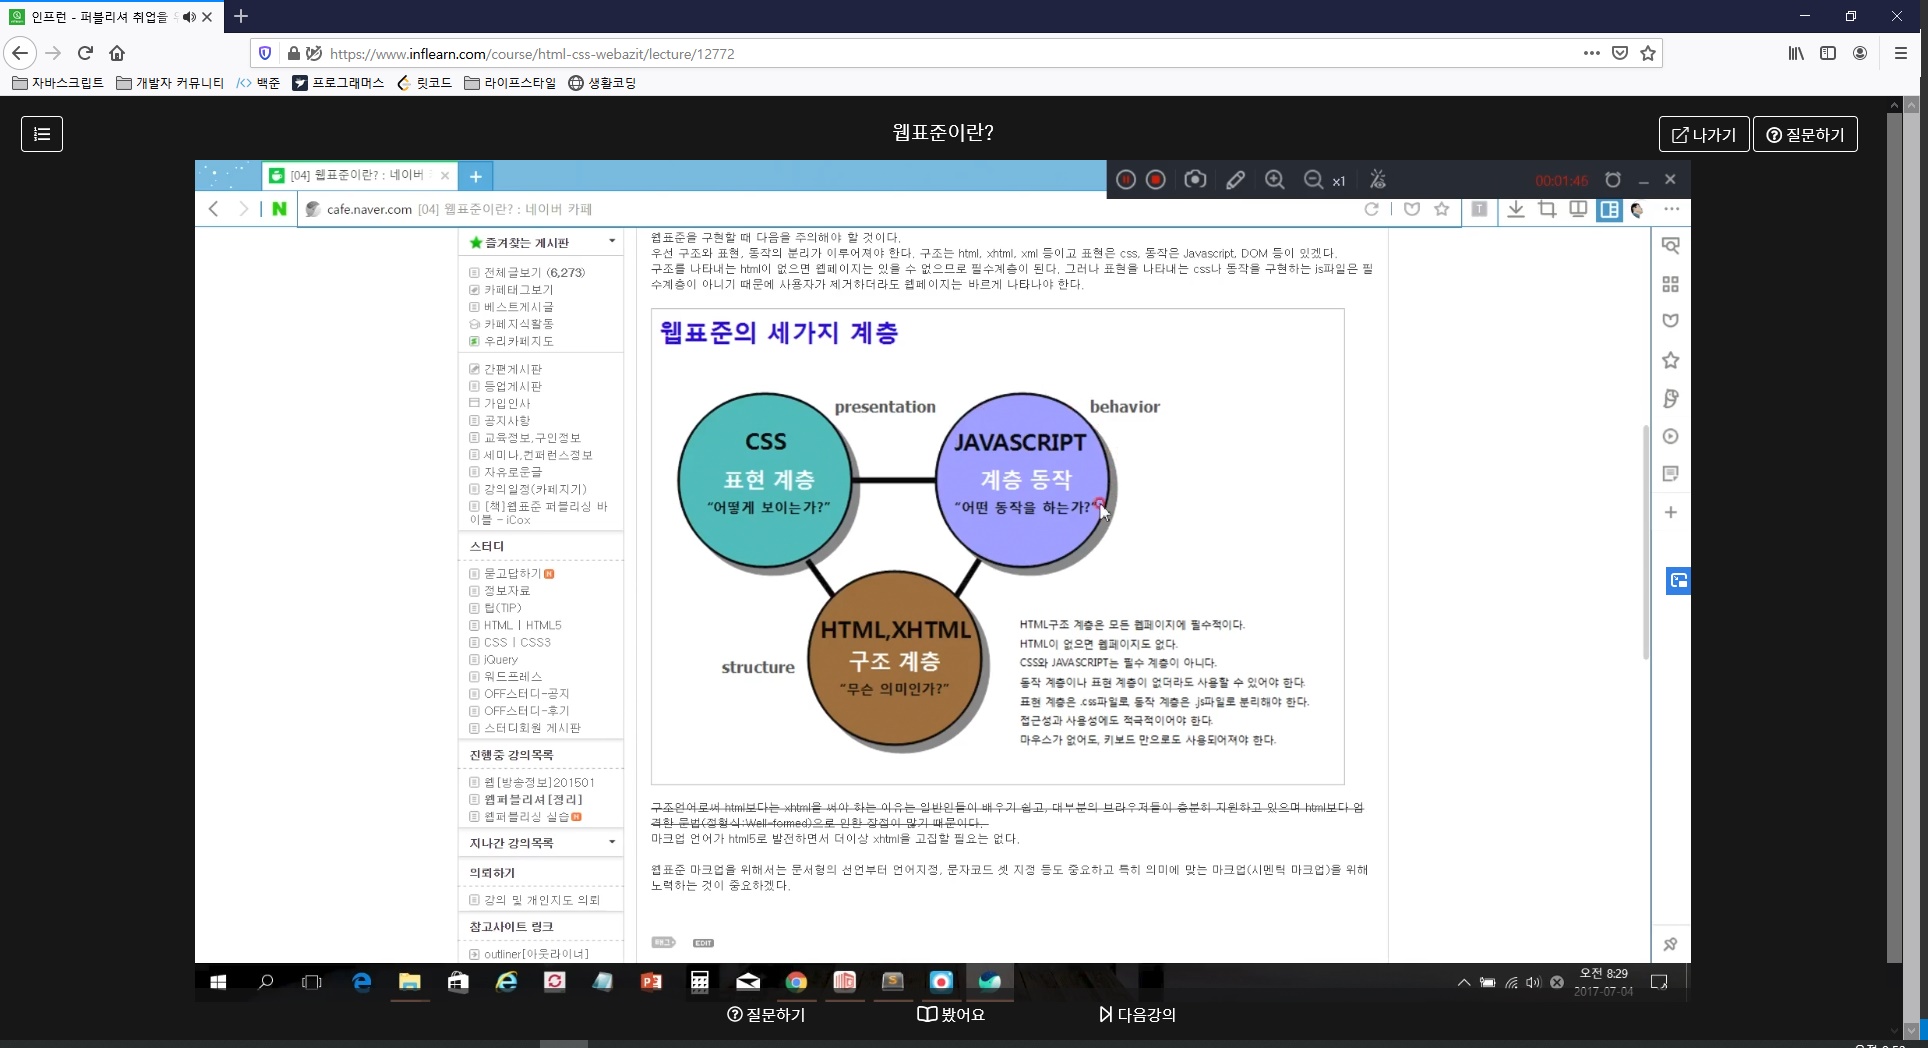 인프런 - 퍼블리셔 취업을
https://www.inflearn.com/course/html-css-webazit/lecture/12772
자바스크립트
개발자 커뮤니티
백준
프로그래머스
릿코드
라이프스타일
생활코딩
웹표준이란?
나가기
질문하기
[04] 웹표준이란? : 네이버
x1
00:01:46
cafe.naver.com [04] 웹표준이란? : 네이버 카페
즐겨찾는 게시판
전체글보기 (6,273)
카페태그보기
베스트게시글
카페지식활동
우리카페지도
간편게시판
등업게시판
가입인사
공지사항
교육정보,구인정보
세미나,컨퍼런스정보
자유로운글
강의일정(카페지기)
[책]웹표준 퍼블리싱 바
이블 - iCox
스터디
묻고답하기
정보자료
팁(TIP)
HTML | HTML5
CSS | CSS3
jQuery
워드프레스
OFF스터디-공지
OFF스터디-후기
스터디회원 게시판
진행중 강의목록
웹[방송정보]201501
웹퍼블리셔[정리]
웹퍼블리싱 실습
지나간 강의목록
의뢰하기
강의 및 개인지도 의뢰
참고사이트 링크
outliner[아웃라이너]
웹표준을 구현할 때 다음을 주의해야 할 것이다.
우선 구조와 표현, 동작의 분리가 이루어져야 한다. 구조는 html, xhtml, xml 등이고 표현은 css, 동작은 Javascript, DOM 등이 있겠다.
구조를 나타내는 html이 없으면 웹페이지는 있을 수 없으므로 필수계층이 된다. 그러나 표현을 나타내는 css나 동작을 구현하는 js파일은 필
수계층이 아니기 때문에 사용자가 제거하더라도 웹페이지는 바르게 나타나야 한다.
웹표준의 세가지 계층
presentation
behavior
CSS
표현 계층
“어떻게 보이는가?”
JAVASCRIPT
계층 동작
“어떤 동작을 하는가?”
HTML,XHTML
구조 계층
“무슨 의미인가?”
structure
HTML구조 계층은 모든 웹페이지에 필수적이다.
HTML이 없으면 웹페이지도 없다.
CSS와 JAVASCRIPT는 필수 계층이 아니다.
동작 계층이나 표현 계층이 없더라도 사용할 수 있어야 한다.
표현 계층은 .css파일로, 동작 계층은 .js파일로 분리해야 한다.
접근성과 사용성에도 적극적이어야 한다.
마우스가 없어도, 키보드 만으로도 사용되어져야 한다.
구조언어로써 html보다는 xhtml을 써야 하는 이유는 일반인들이 배우기 쉽고, 대부분의 브라우져들이 충분히 지원하고 있으며 html보다 엄
격한 문법(정형식:Well-formed)으로 인한 장점이 많기 때문이다.
마크업 언어가 html5로 발전하면서 더이상 xhtml을 고집할 필요는 없다.
웹표준 마크업을 위해서는 문서형의 선언부터 언어지정, 문자코드 셋 지정 등도 중요하고 특히 의미에 맞는 마크업(시멘틱 마크업)을 위해
노력하는 것이 중요하겠다.
EDIT
오전 8:29
2017-07-04
질문하기
봤어요
다음강의